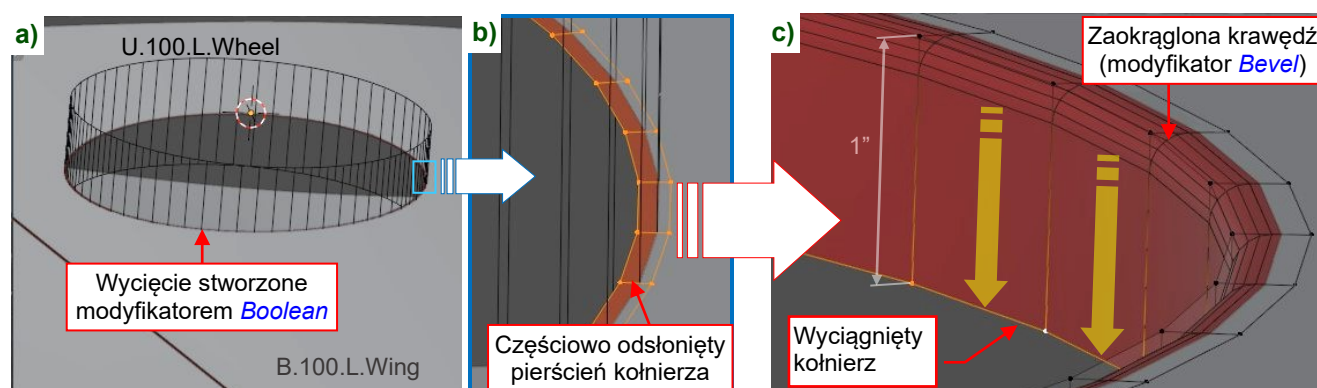 a)
U.100.L.Wheel
Wycięcie stworzone
modyfikatorem Boolean
B.100.L.Wing
b)
Częściowo odsłonięty
pierścień kołnierza
c)
Zaokrąglona krawędź
(modyfikator Bevel)
1”
Wyciągnięty
kołnierz